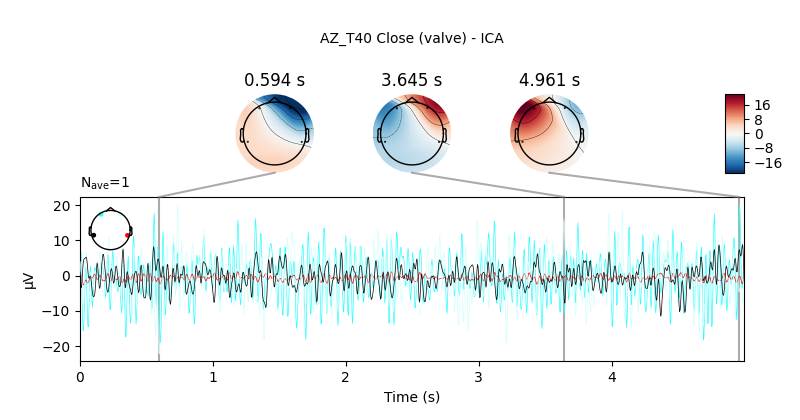 AZ_T40 Close (valve) - ICA
0.594 s
3.645 s
4.961 s
16
8
0
−8
−16
Nave=1
20
10
0
−10
−20
µV
0
1
2
3
4
Time (s)